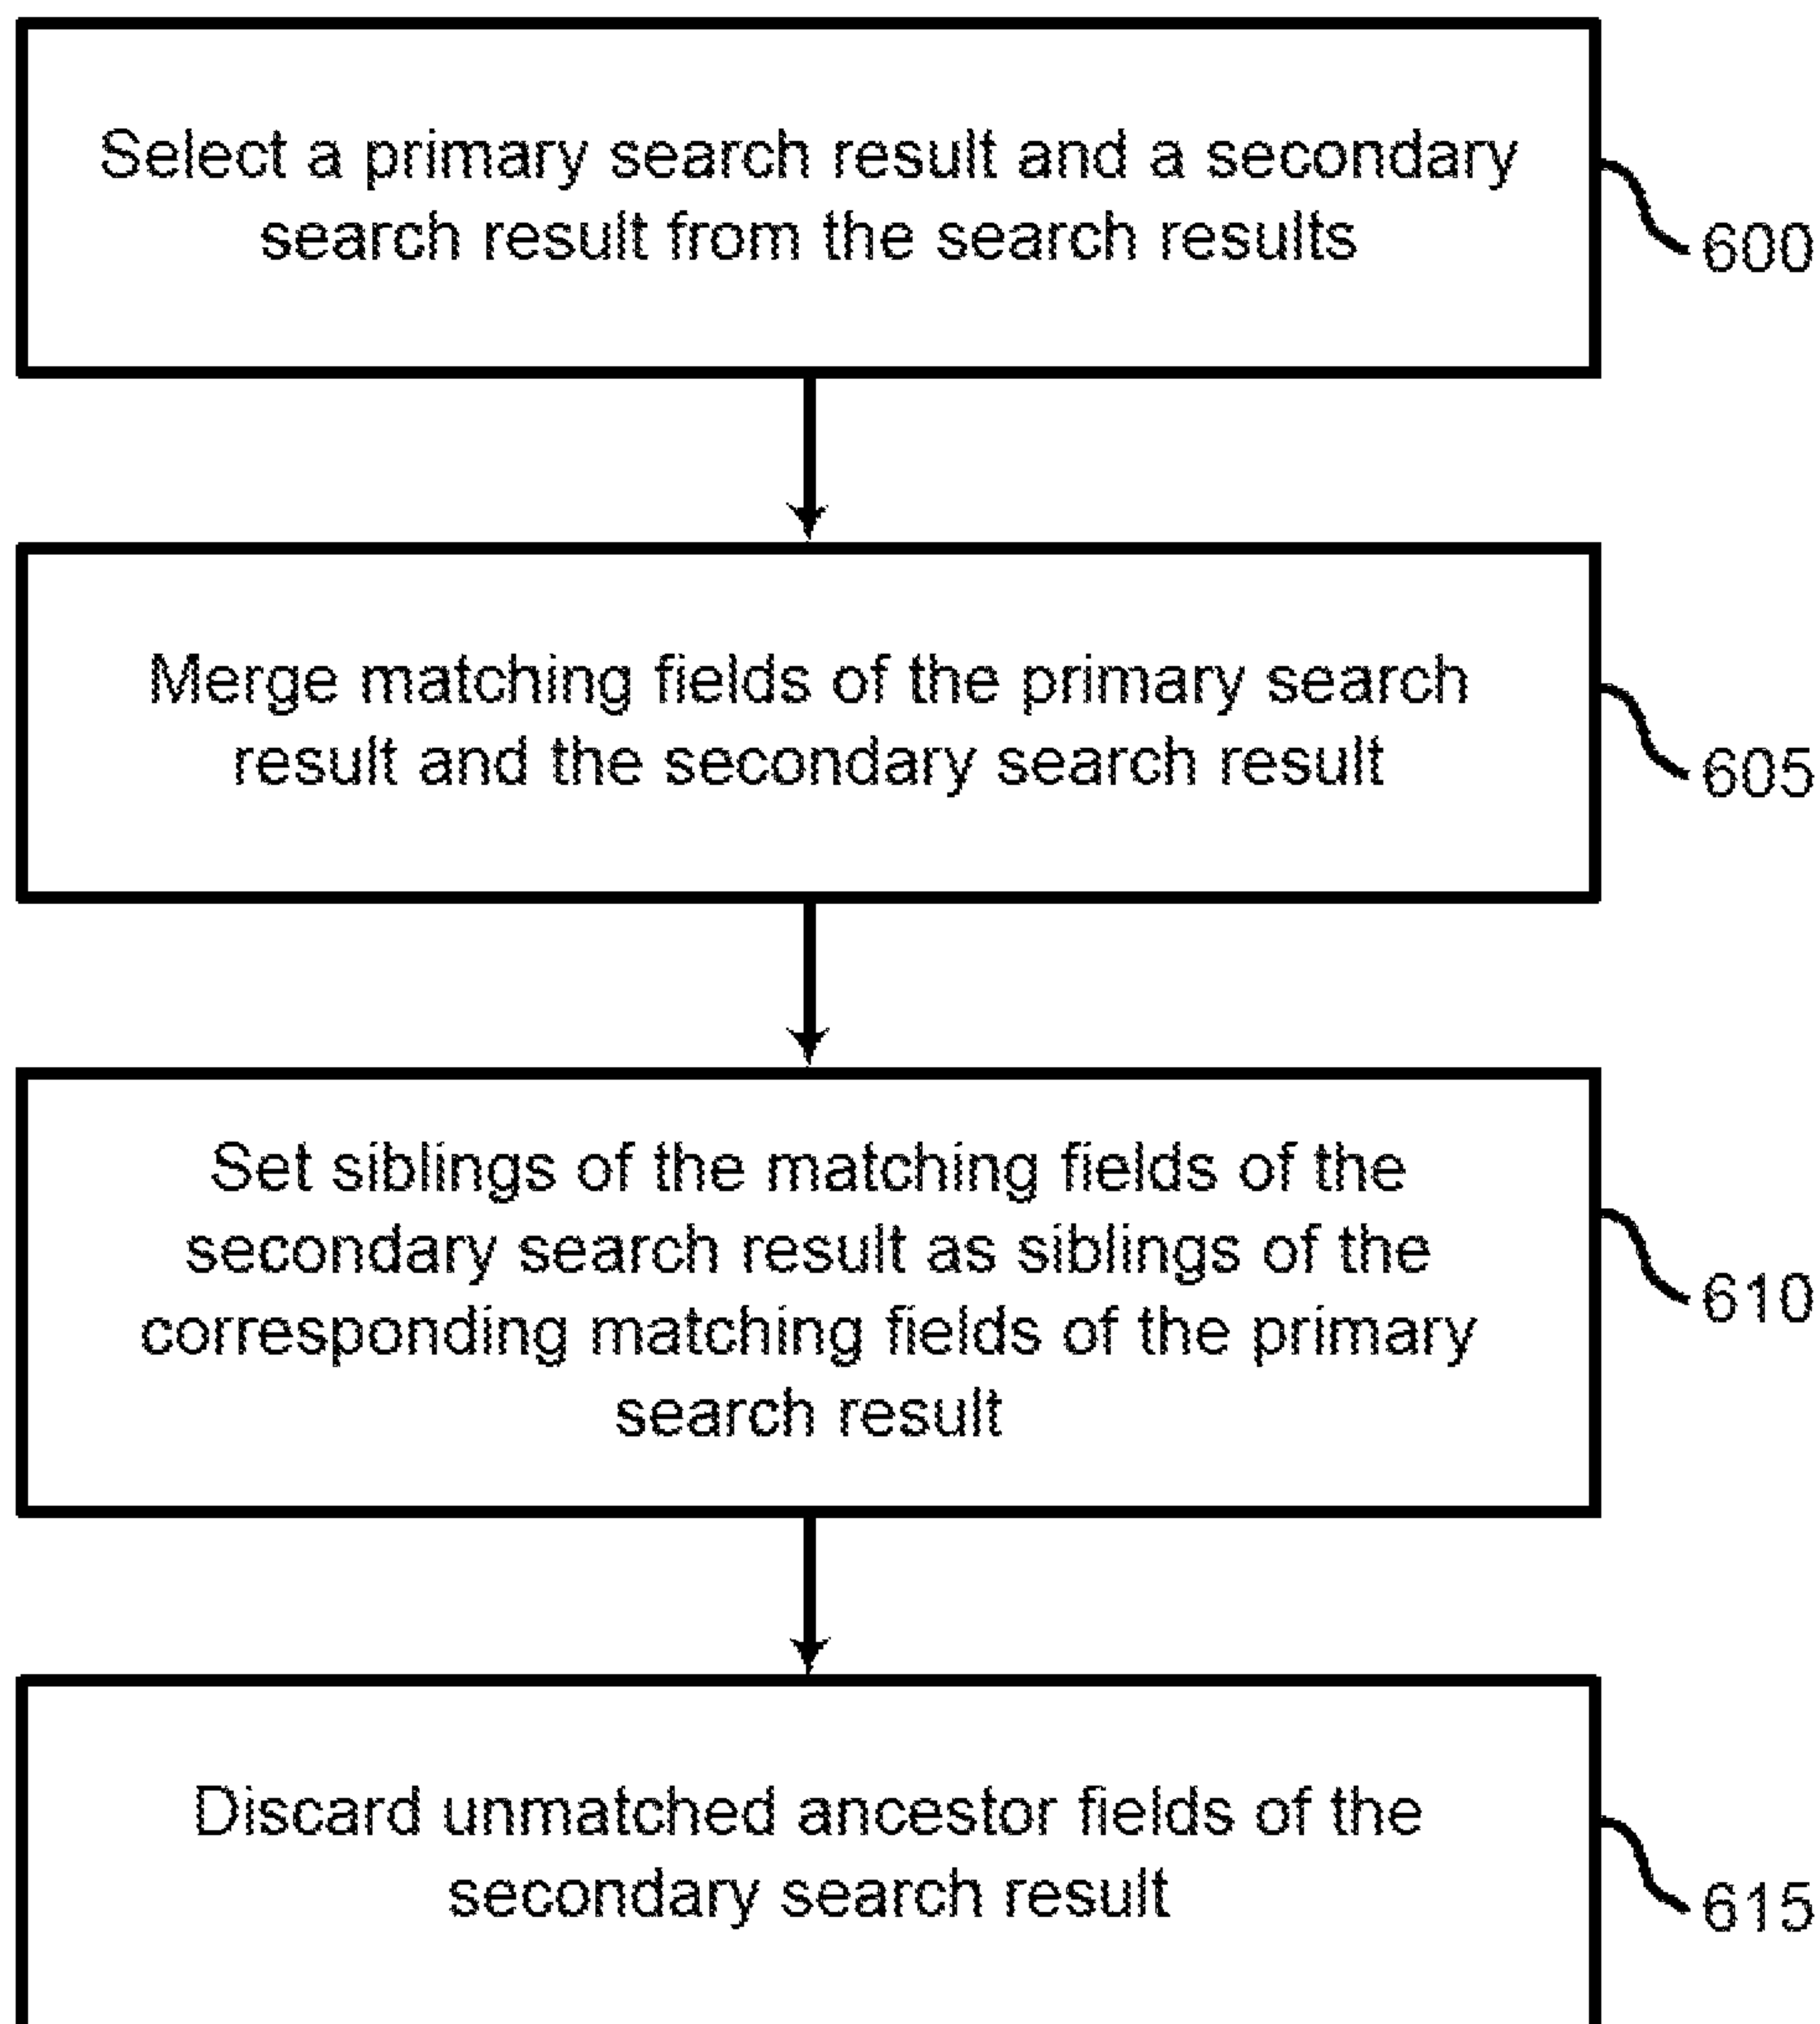 Select a primary search result and a secondary
search result from the search results
600
Merge matching fields of the primary search
result and the secondary search result
605
Set siblings of the matching fields of the
secondary search result as siblings of the
corresponding matching fields of the primary
search result
610
Discard unmatched ancestor fields of the
secondary search result
615